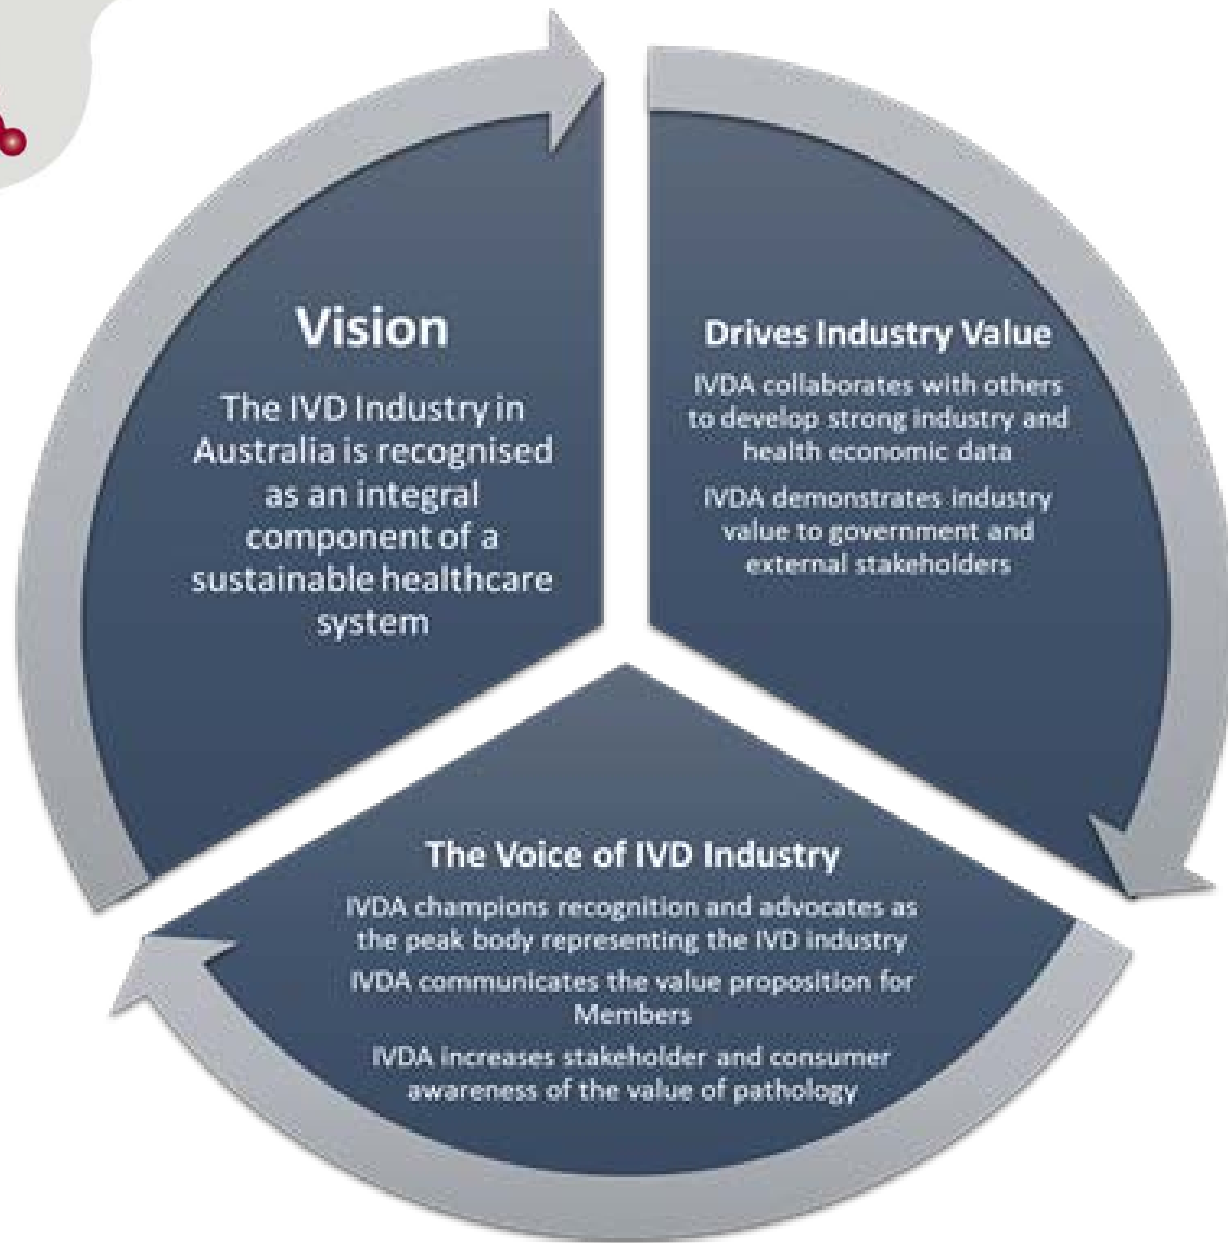 Vision
The IVD Industry in
Australia is recognised
as an integral
component of a
sustainable healthcare
system
Drives Industry Value
IVDA collaborates with others
to develop strong industry and
health economic data
IVDA demonstrates industry
value to government and
external stakeholders
The Voice of IVD Industry
IVDA champions recognition and advocates as
the peak body representing the IVD industry
IVDA communicates the value proposition for
Members
IVDA increases stakeholder and consumer
awareness of the value of pathology